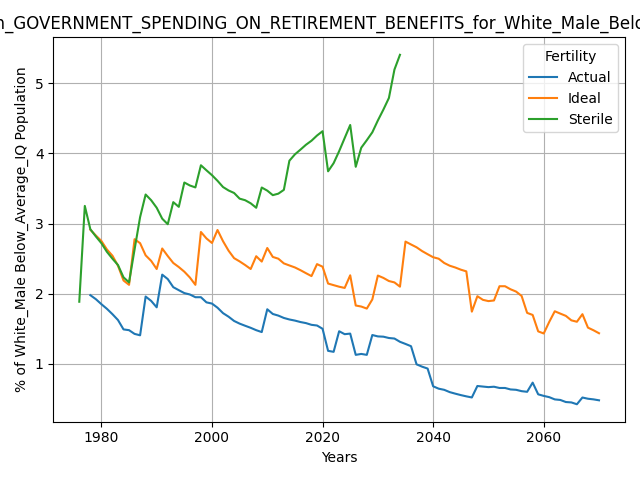 n_GOVERNMENT_SPENDING_ON_RETIREMENT_BENEFITS_for_White_Male_Belo
% of White_Male Below_Average_IQ Population
5
4
3
2
1
Fertility
Actual
Ideal
Sterile
1980 2000 2020 2040 2060
Years